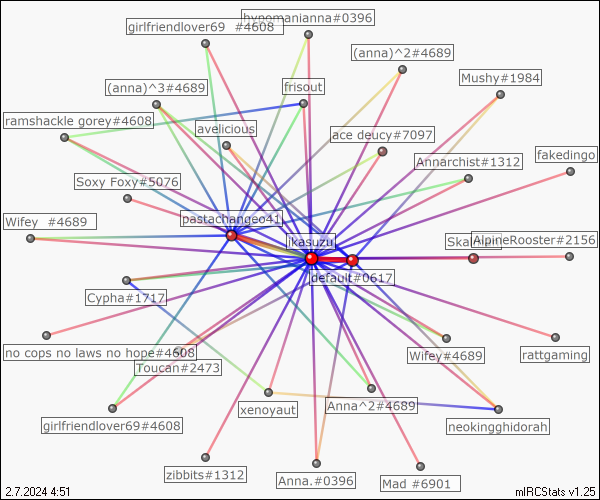 hypomanianna#0396
girlfriendlover69 #4608
(anna)^2#4689
Mushy#1984
(anna)^3#4689
frisout
ramshackle gorey#4608
avelicious
ace deucy#7097
Annarchist#1312
fakedingo
Soxy Foxy#5076
pastachangeo41
Wifey #4689
ikasuzu
AlpineRooster#2156
default#0617
Cypha#1717
no cops no laws no hope#4608
Wifey#4689
rattgaming
Toucan#2473
xenoyaut
Anna^2#4689
girlfriendlover69#4608
neokingghidorah
zibbits#1312
Anna.#0396
Mad #6901
2.7.2024 4:51
mIRCStats v1.25